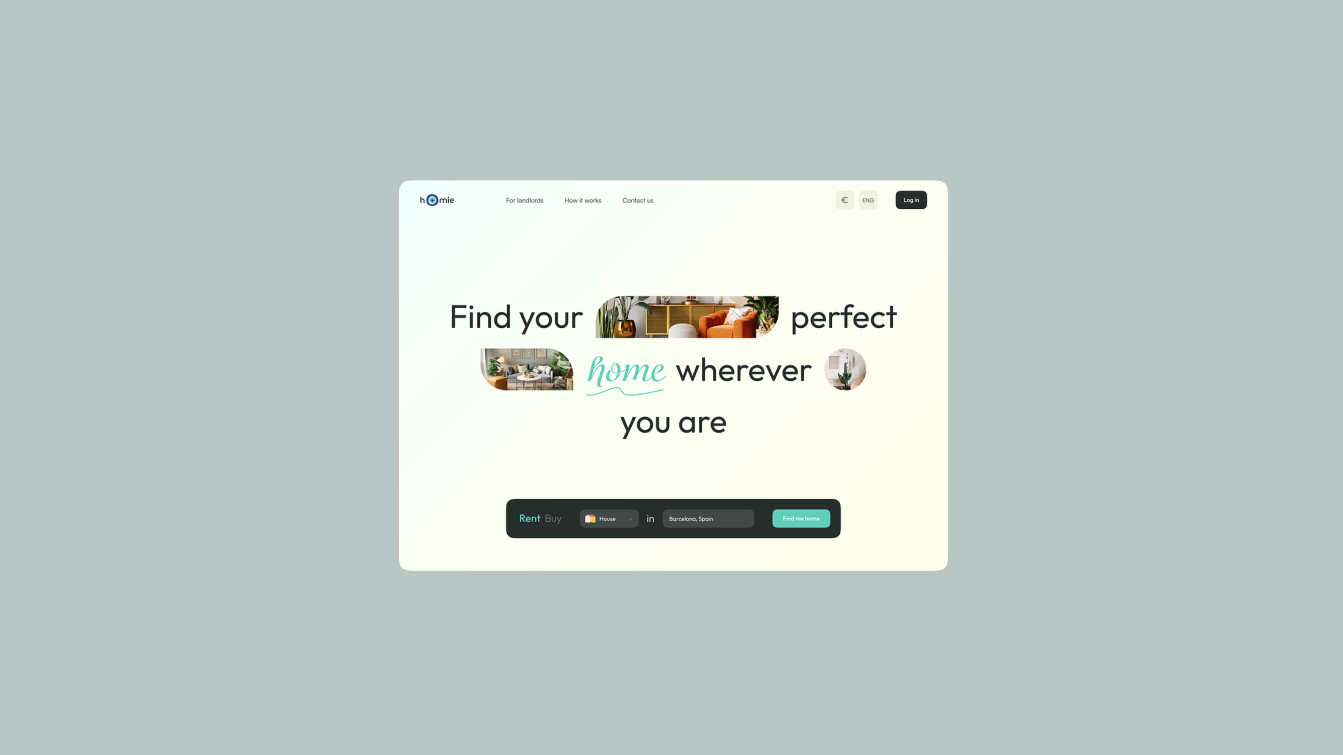 homie For landlords How it works Contact us € ENG Log in
Find your perfect
home wherever
you are
Rent Buy House in Barcelona, Spain Find me home